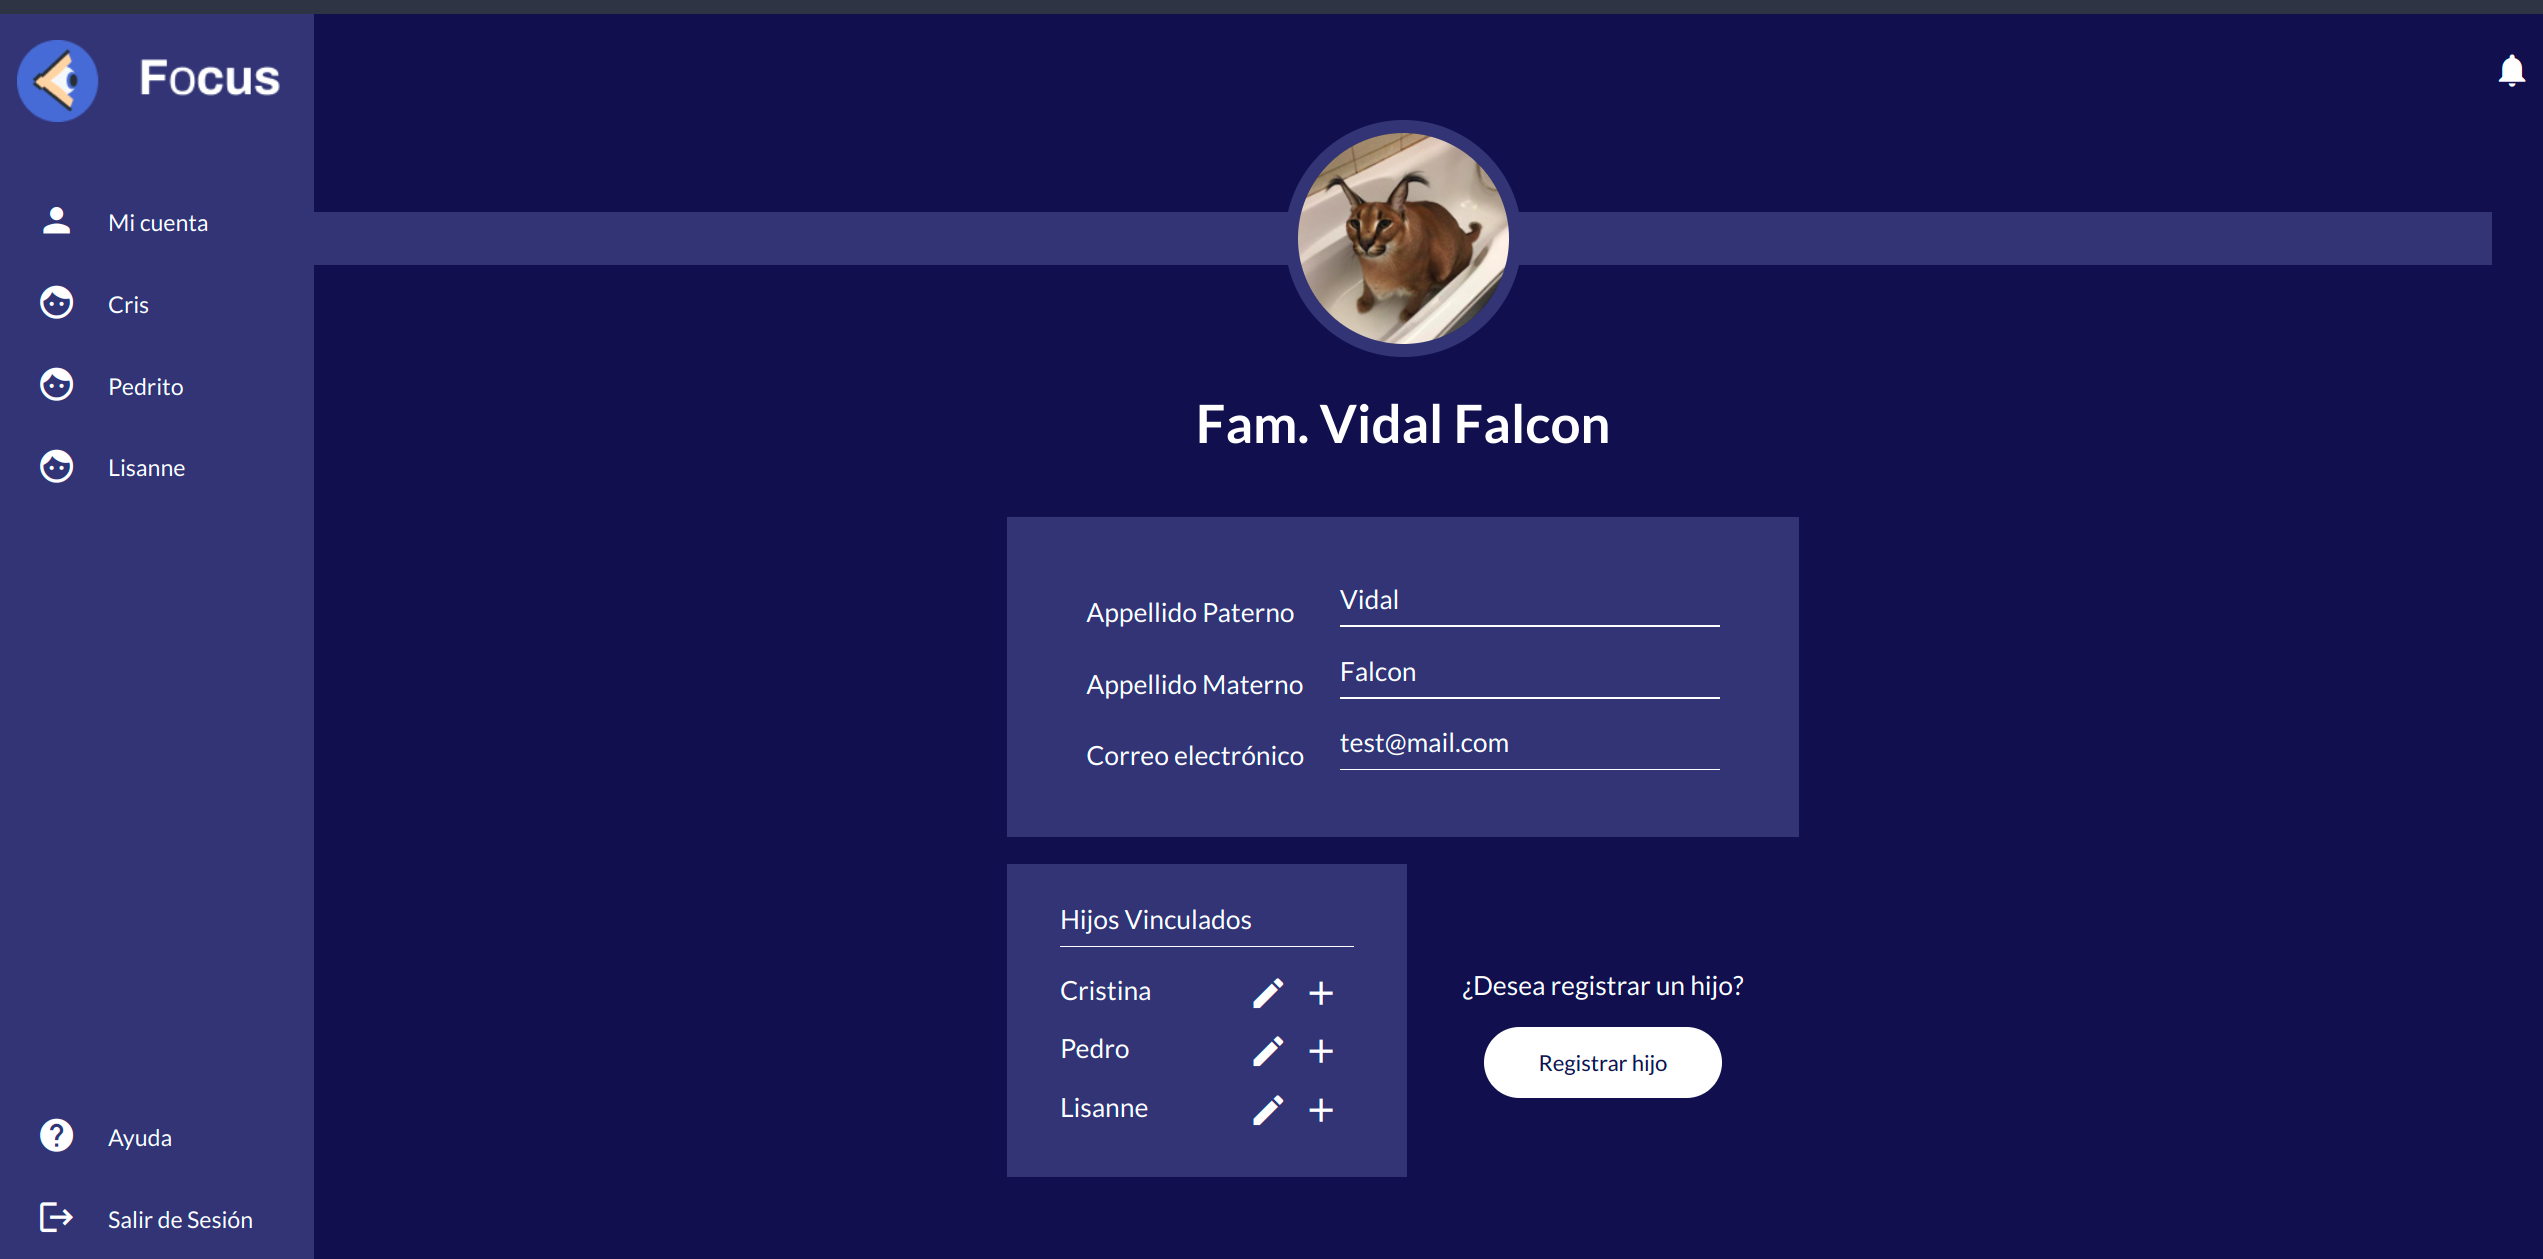 Focus
Mi cuenta
Cris
Pedrito
Lisanne
Ayuda
Salir de Sesión
Fam. Vidal Falcon
Appellido Paterno Vidal
Appellido Materno Falcon
Correo electrónico test@mail.com
Hijos Vinculados
Cristina
Pedro
Lisanne
¿Desea registrar un hijo?
Registrar hijo